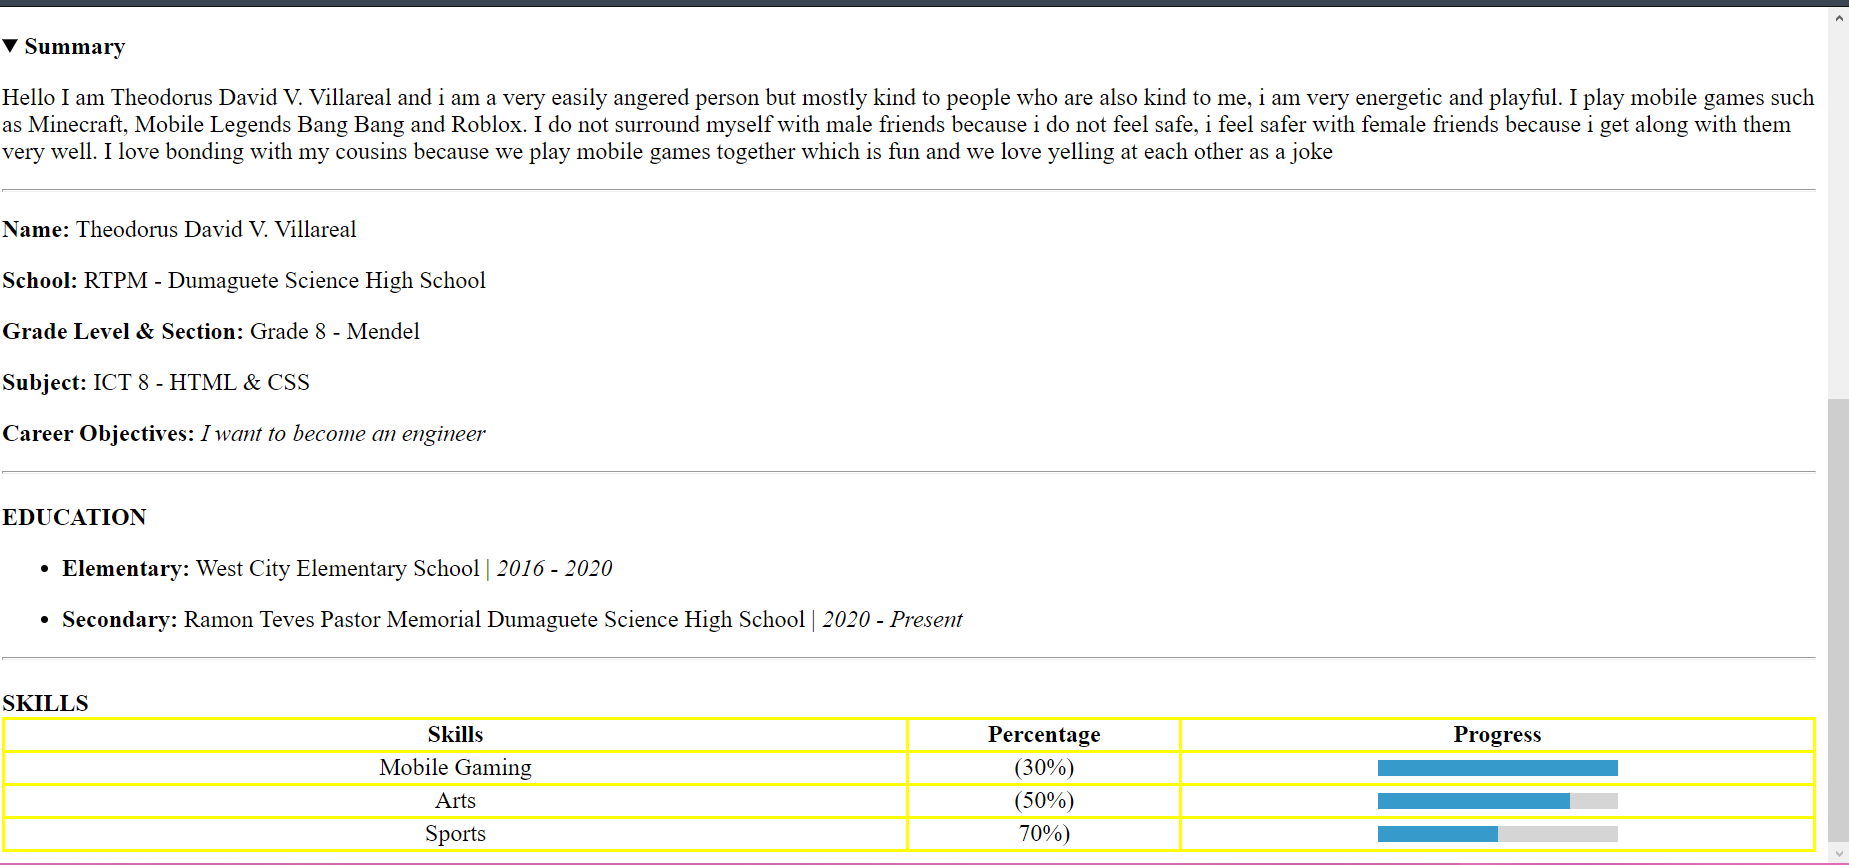 Summary
Hello I am Theodorus David V. Villareal and i am a very easily angered person but mostly kind to people who are also kind to me, i am very energetic and playful. I play mobile games such
as Minecraft, Mobile Legends Bang Bang and Roblox. I do not surround myself with male friends because i do not feel safe, i feel safer with female friends because i get along with them
very well. I love bonding with my cousins because we play mobile games together which is fun and we love yelling at each other as a joke
Name: Theodorus David V. Villareal
School: RTPM - Dumaguete Science High School
Grade Level & Section: Grade 8 - Mendel
Subject: ICT 8 - HTML & CSS
Career Objectives: I want to become an engineer
EDUCATION
• Elementary: West City Elementary School | 2016 - 2020
• Secondary: Ramon Teves Pastor Memorial Dumaguete Science High School | 2020 - Present
SKILLS
Skills Percentage Progress
Mobile Gaming (30%)
Arts (50%)
Sports 70%)